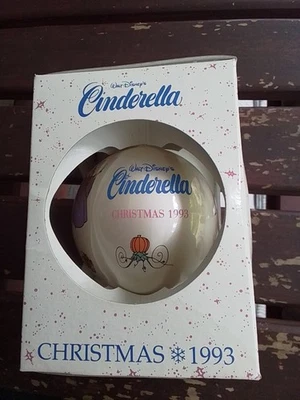 Walt Disney's
Cinderella
Walt Disney's
Cinderella
CHRISTMAS 1993
CHRISTMAS ❄ 1993